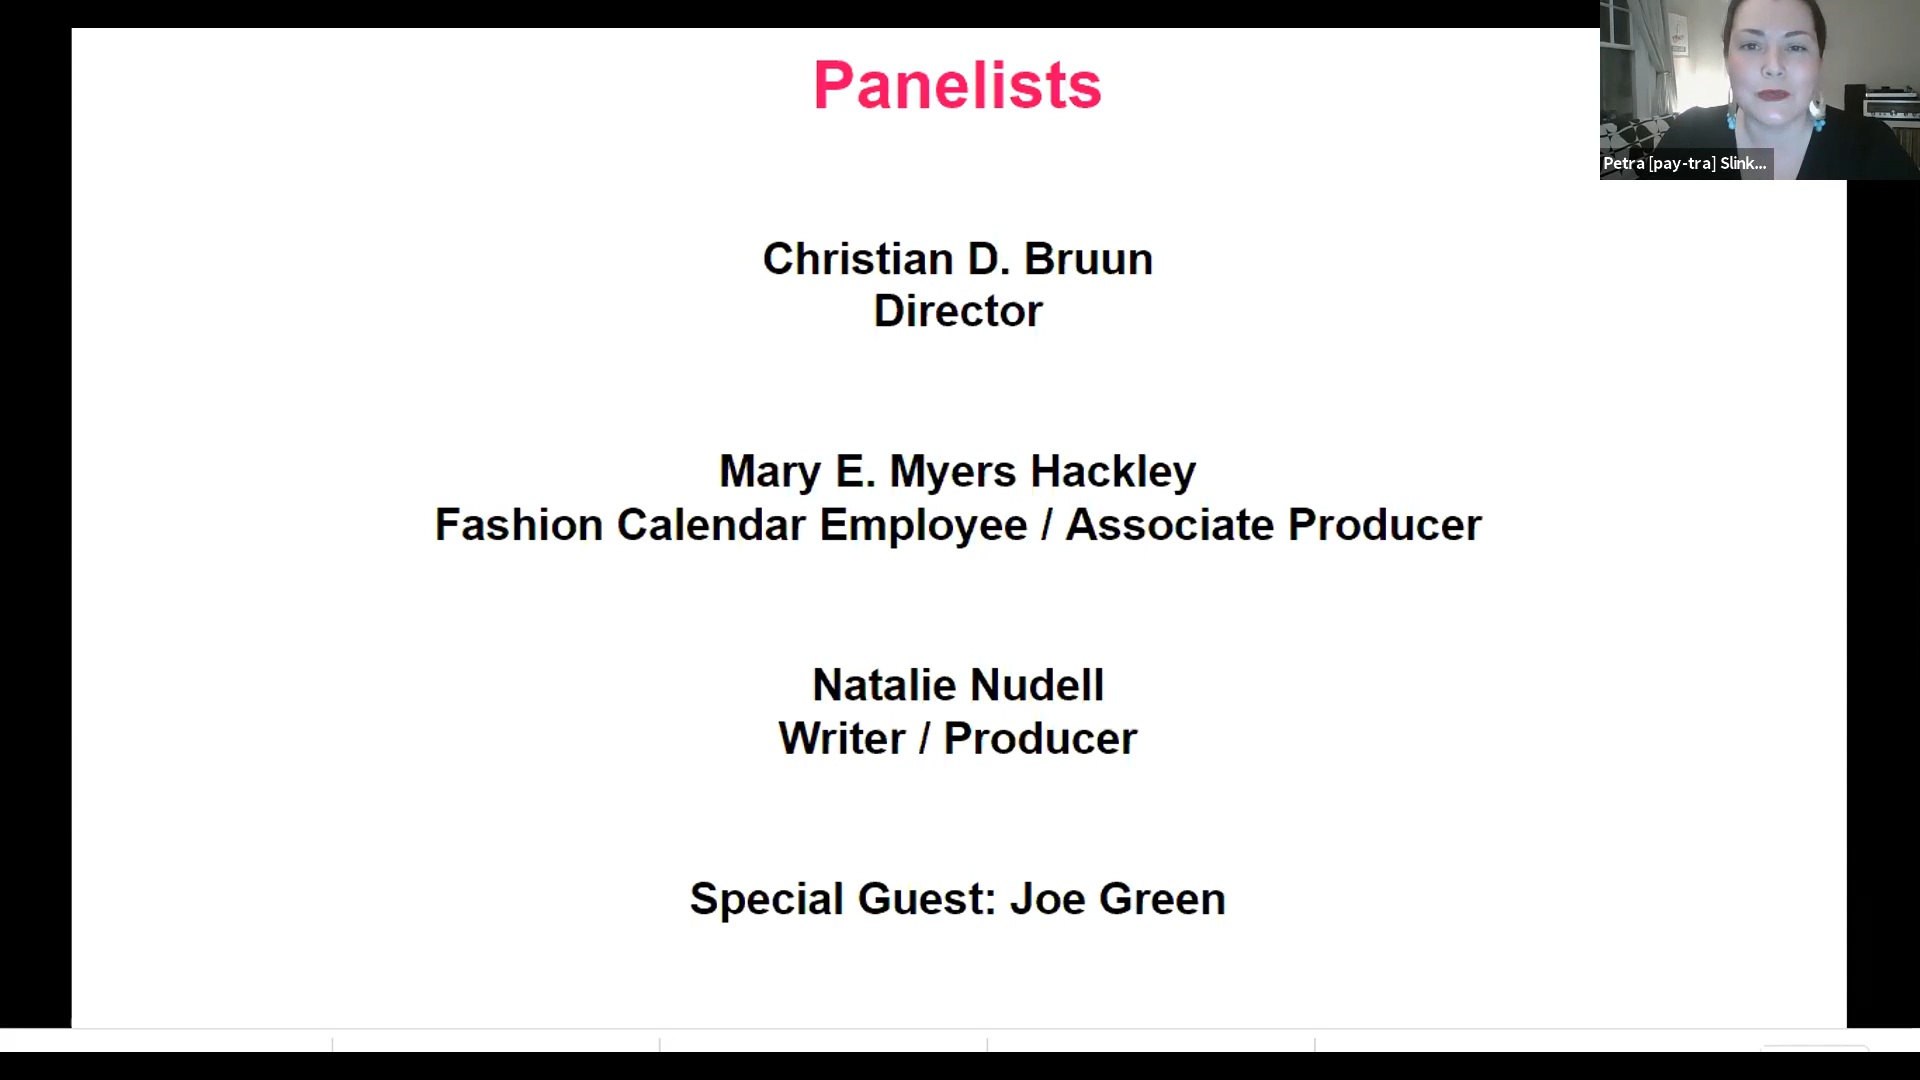 Panelists
Petra [pay-tra] Slink...
Christian D. Bruun
Director
Mary E. Myers Hackley
Fashion Calendar Employee / Associate Producer
Natalie Nudell
Writer / Producer
Special Guest: Joe Green